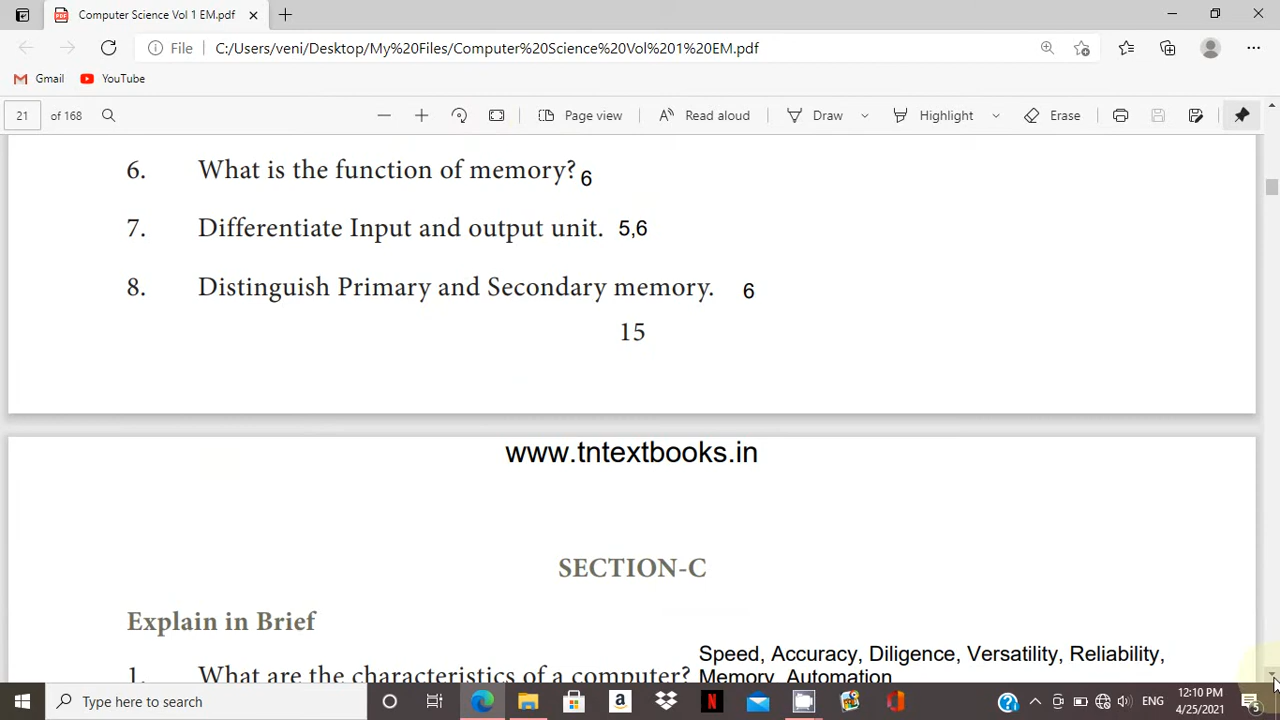 Computer Science Vol 1 EM.pdf
File C:/Users/veni/Desktop/My%20Files/Computer%20Science%20Vol%201%20EM.pdf
Gmail YouTube
21 of 168 Page view Read aloud Draw Highlight Erase
6. What is the function of memory? 6
7. Differentiate Input and output unit. 5,6
8. Distinguish Primary and Secondary memory. 6
15
www.tntextbooks.in
SECTION-C
Explain in Brief
Speed, Accuracy, Diligence, Versatility, Reliability,
1. What are the characteristics of a computer? Memory, Automation
Type here to search
ENG
12:10 PM
4/25/2021
5